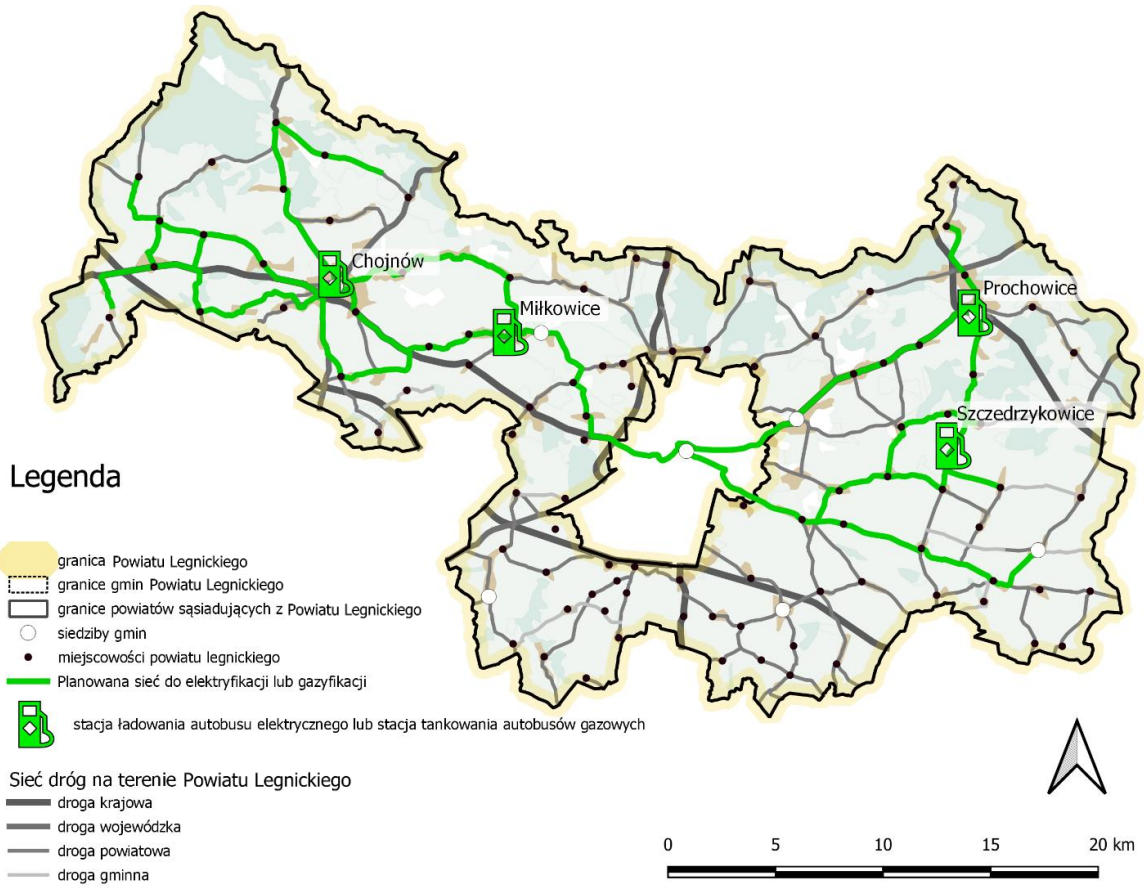 Chojnów
Miłkowice
Prochowice
Szczedrzykowice
Legenda
granica Powiatu Legnickiego
granice gmin Powiatu Legnickiego
granice powiatów sąsiadujących z Powiatu Legnickiego
siedziby gmin
miejscowości powiatu legnickiego
Planowana sieć do elektryfikacji lub gazyfikacji
stacja ładowania autobusu elektrycznego lub stacja tankowania autobusów gazowych
Sieć dróg na terenie Powiatu Legnickiego
droga krajowa
droga wojewódzka
droga powiatowa
droga gminna
0 5 10 15 20 km